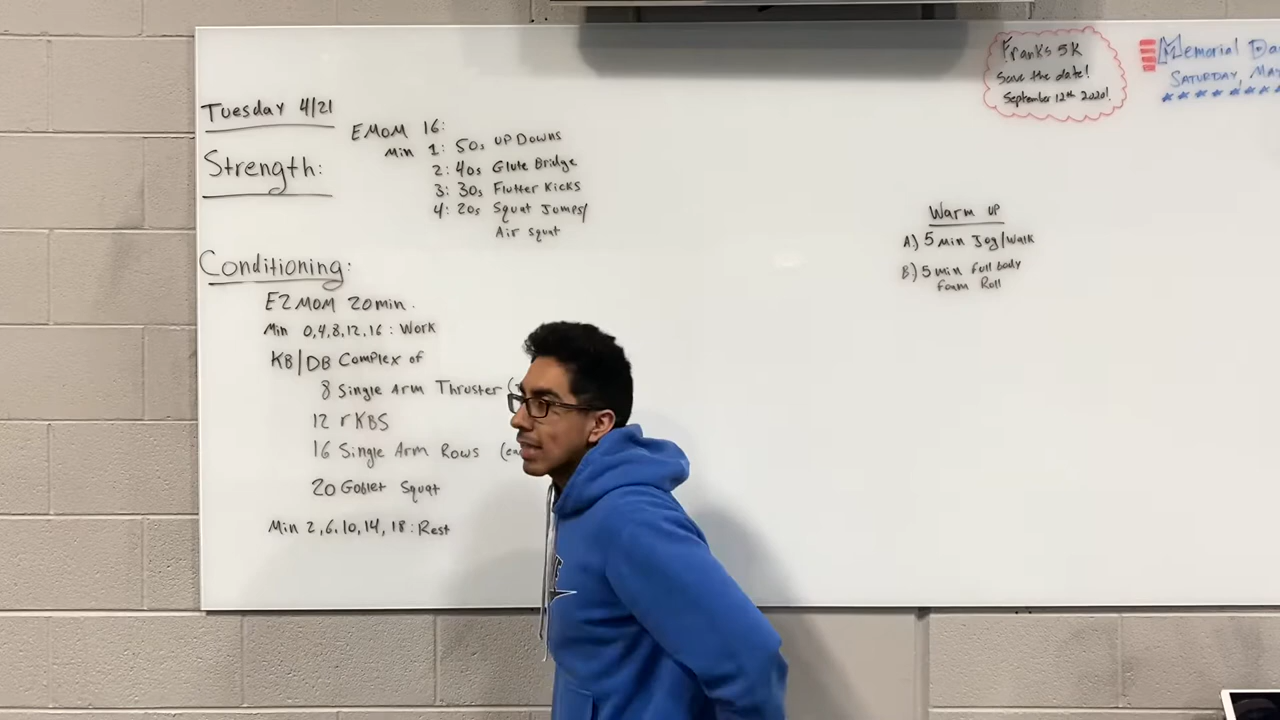 Tuesday 4/21
Strength:
EMOM 16:
Min 1: 50s UP Downs
2: 40s Glute Bridge
3: 30s Flutter Kicks
4: 20s Squat Jumps/
Air squat
Conditioning:
E2MOM 20min.
Min 0,4,8,12,16: Work
KB/DB Complex of
8 Single Arm Thruster
12 rKBS
16 Single Arm Rows
20 Goblet Squat
Min 2,6,10,14,18: Rest
Warm up
A) 5 min Jog/Walk
B) 5 min full body
foam Roll
Frank's 5K
Save the date!
September 12th 2020!
Memorial
Saturday, May